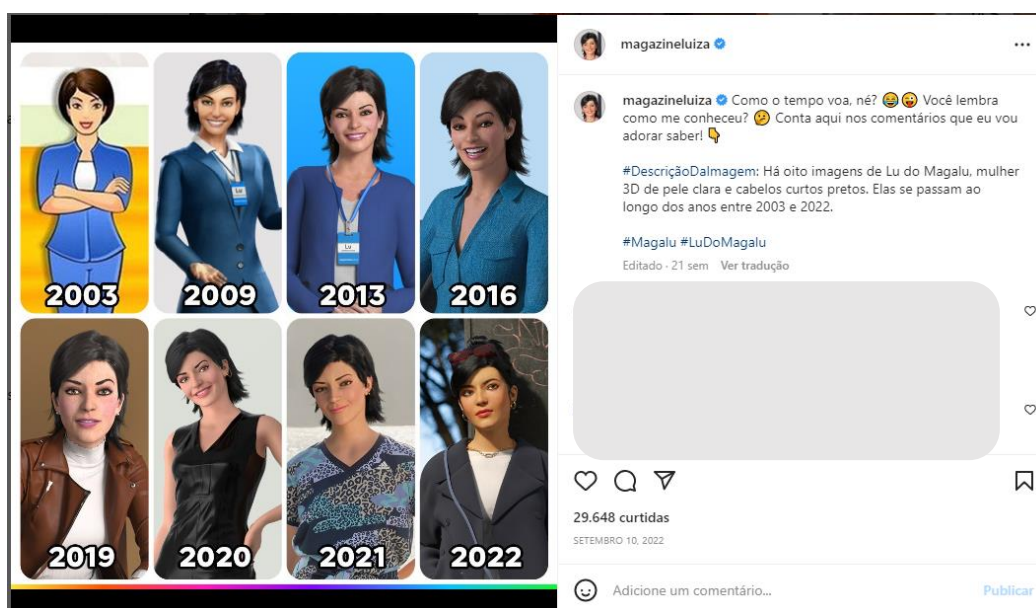 2003
2009
2013
2016
2019
2020
2021
2022
magazineluiza
magazineluiza Como o tempo voa, né? 😂😜 Você lembra
como me conheceu? 🤔 Conta aqui nos comentários que eu vou
adorar saber! 👇
#DescriçãoDaImagem: Há oito imagens de Lu do Magalu, mulher
3D de pele clara e cabelos curtos pretos. Elas se passam ao
longo dos anos entre 2003 e 2022.
#Magalu #LuDoMagalu
Editado · 21 sem Ver tradução
29.648 curtidas
SETEMBRO 10, 2022
Adicione um comentário...
Publicar